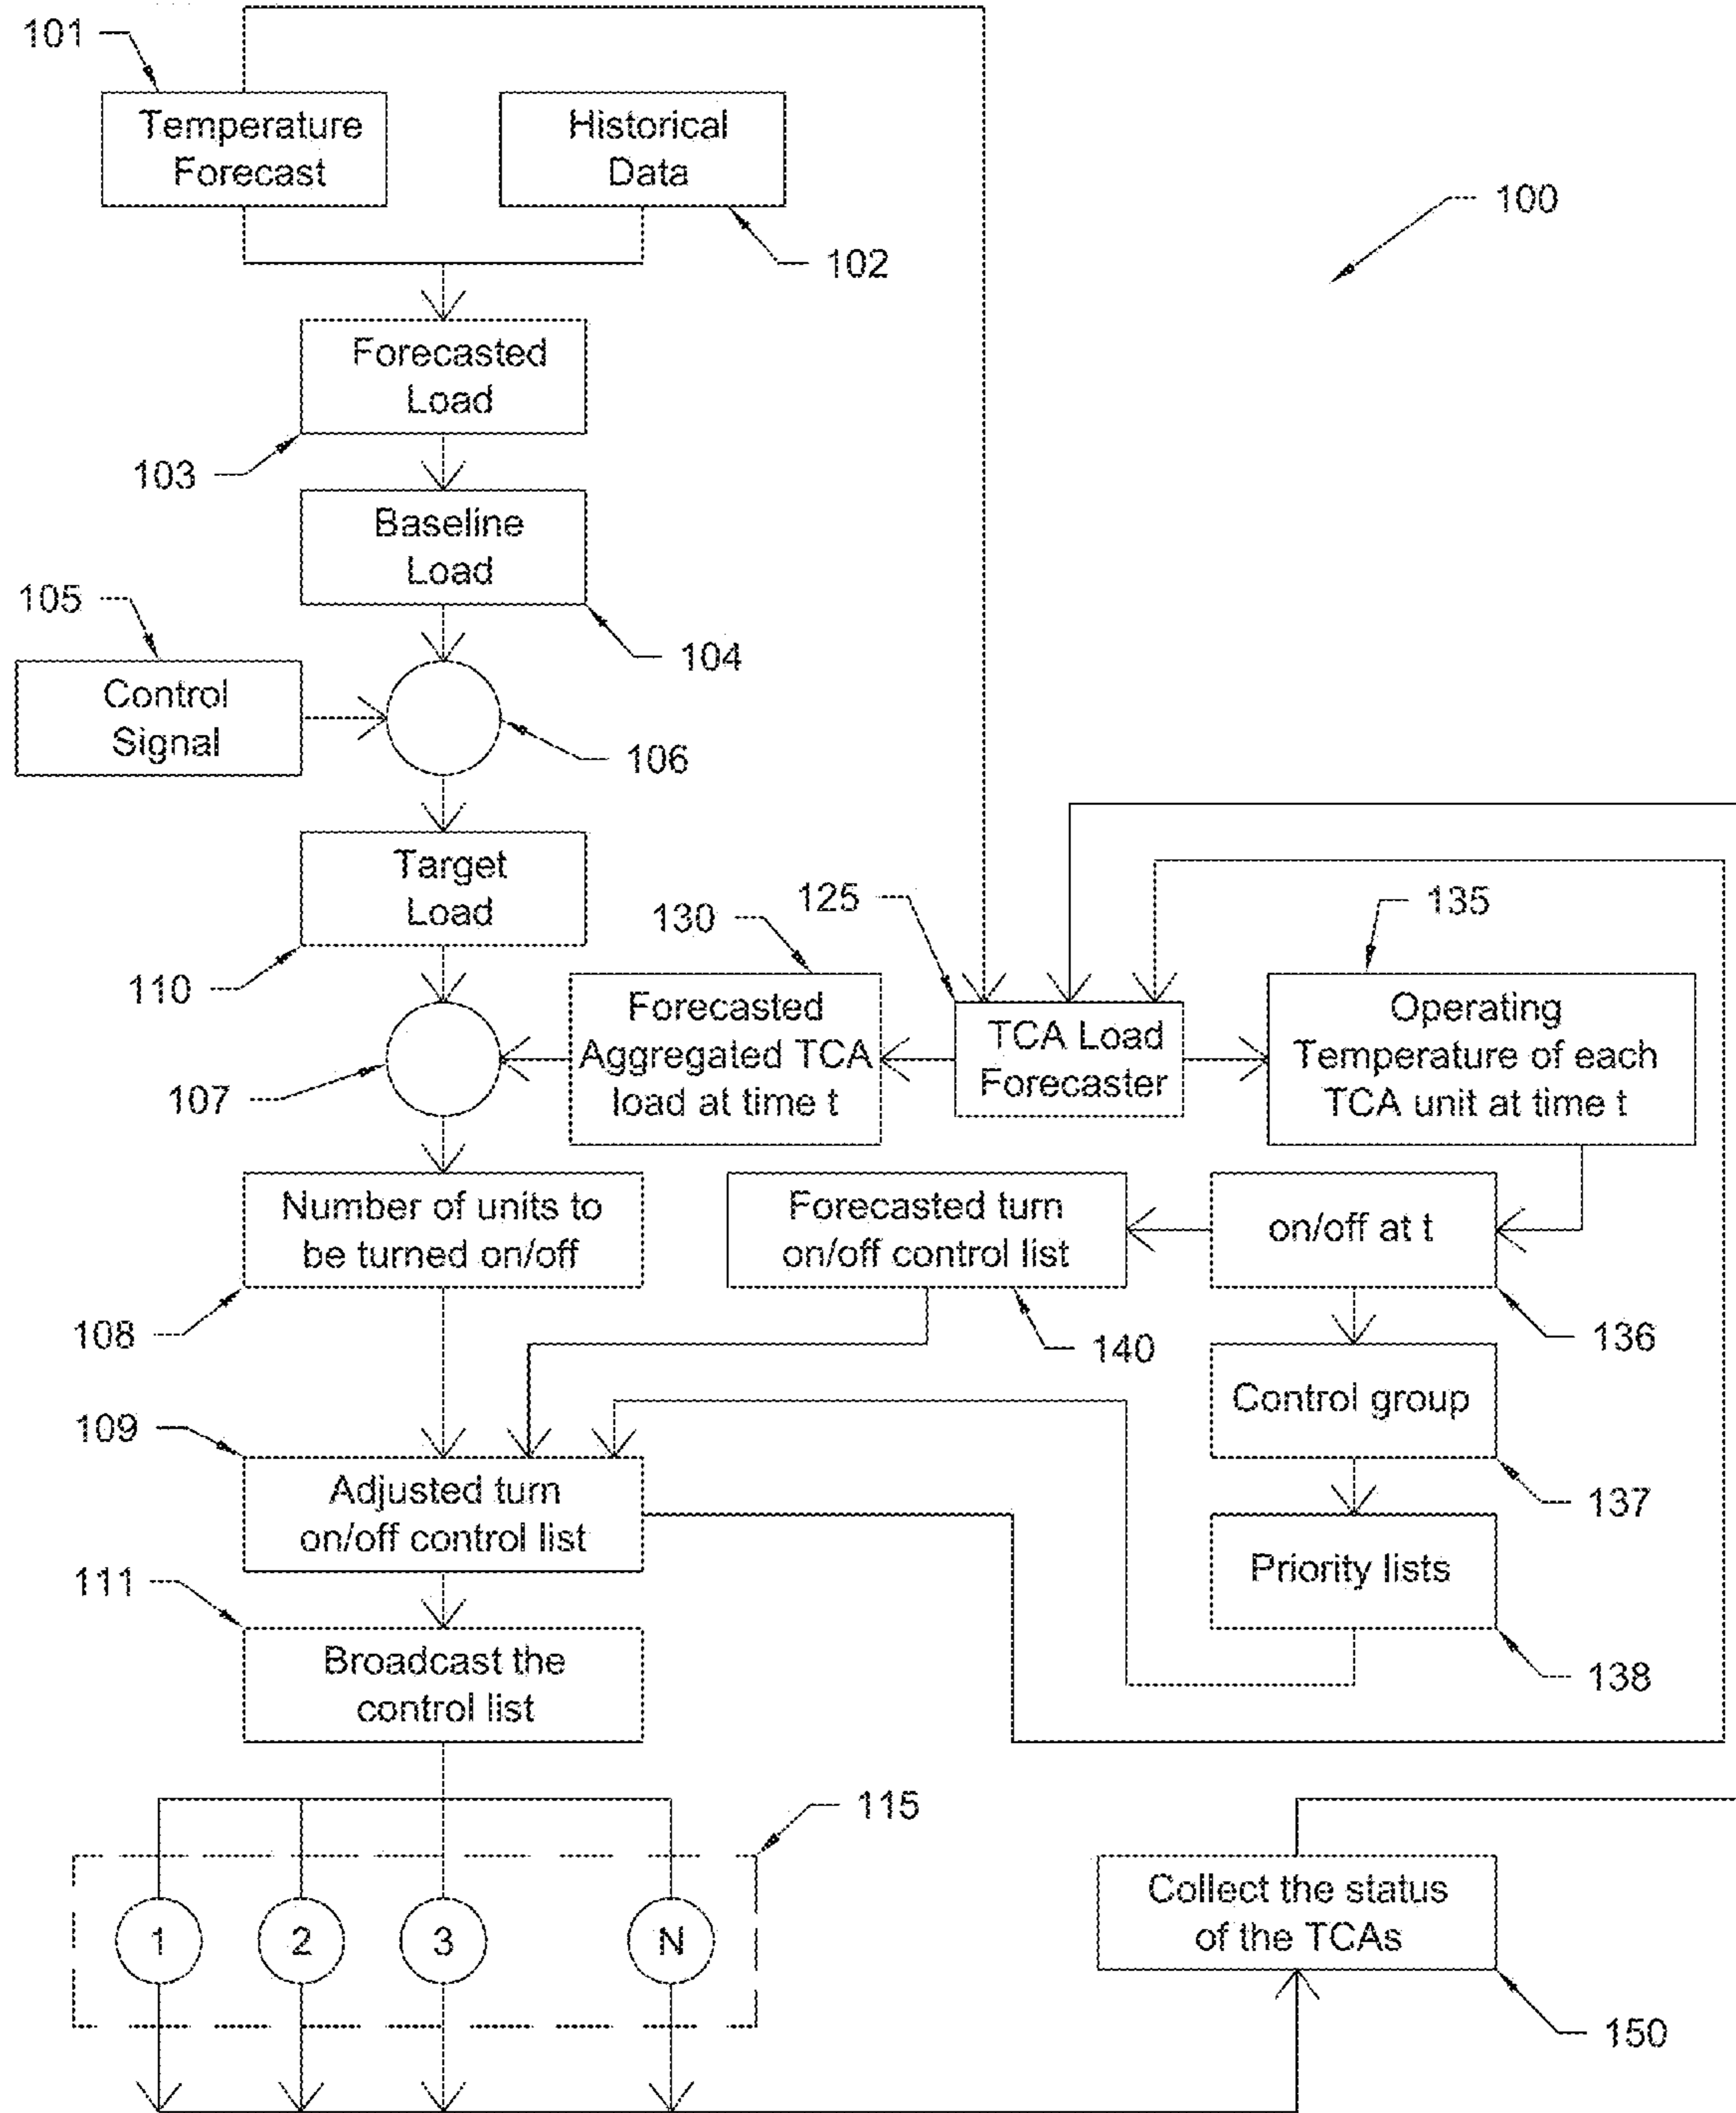 101
Temperature
Forecast
Historical
Data
100
102
Forecasted
Load
103
Baseline
Load
105
104
Control
Signal
106
Target
Load
125
135
130
110
Forecasted
Aggregated TCA
load at time t
TCA Load
Forecaster
Operating
Temperature of each
TCA unit at time t
107
Number of units to
be turned on/off
Forecasted turn
on/off control list
on/off at t
108
140
136
Control group
109
Adjusted turn
on/off control list
137
Priority lists
111
Broadcast the
control list
138
115
1
2
3
N
Collect the status
of the TCAs
150